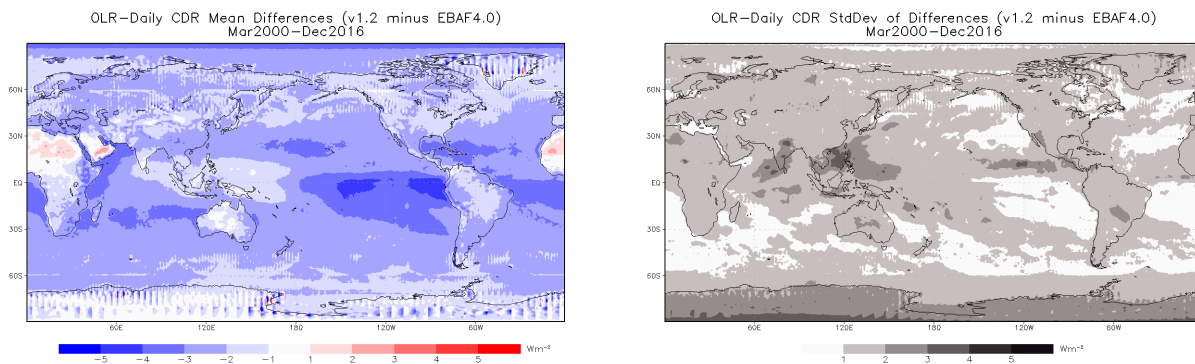 OLR-Daily CDR Mean Differences (v1.2 minus EBAF4.0)
Mar2000-Dec2016
60N
30N
EQ
30S
60S
60E 120E 180 120W 60W
-5 -4 -3 -2 -1 1 2 3 4 5 Wm⁻²
OLR-Daily CDR StdDev of Differences (v1.2 minus EBAF4.0)
Mar2000-Dec2016
60N
30N
EQ
30S
60S
60E 120E 180 120W 60W
1 2 3 4 5 Wm⁻²